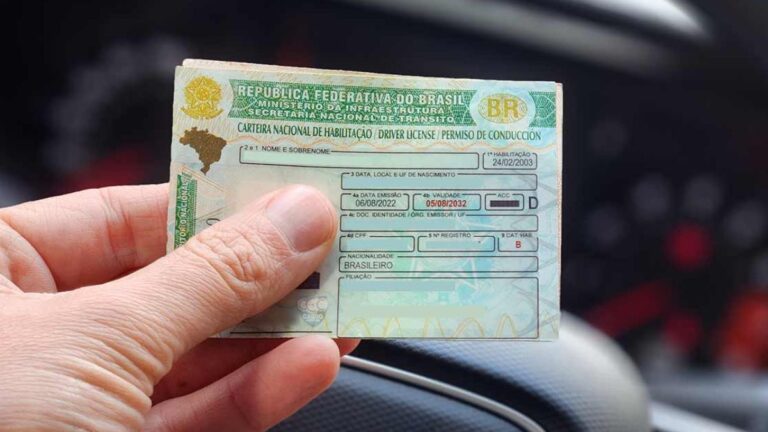 REPÚBLICA FEDERATIVA DO BRASIL
MINISTÉRIO DA INFRAESTRUTURA
SECRETARIA NACIONAL DE TRÂNSITO
BR
CARTEIRA NACIONAL DE HABILITAÇÃO / DRIVER LICENSE / PERMISO DE CONDUCCIÓN
2 e 1 NOME E SOBRENOME
1ª HABILITAÇÃO
24/02/2003
3 DATA, LOCAL E UF DE NASCIMENTO
4a DATA EMISSÃO
4b VALIDADE
ACC
06/08/2022
05/08/2032
D
4c DOC. IDENTIDADE / ÓRG. EMISSOR / UF
4d CPF
5 Nº REGISTRO
9 CAT HAB.
B
NACIONALIDADE
BRASILEIRO
FILIAÇÃO